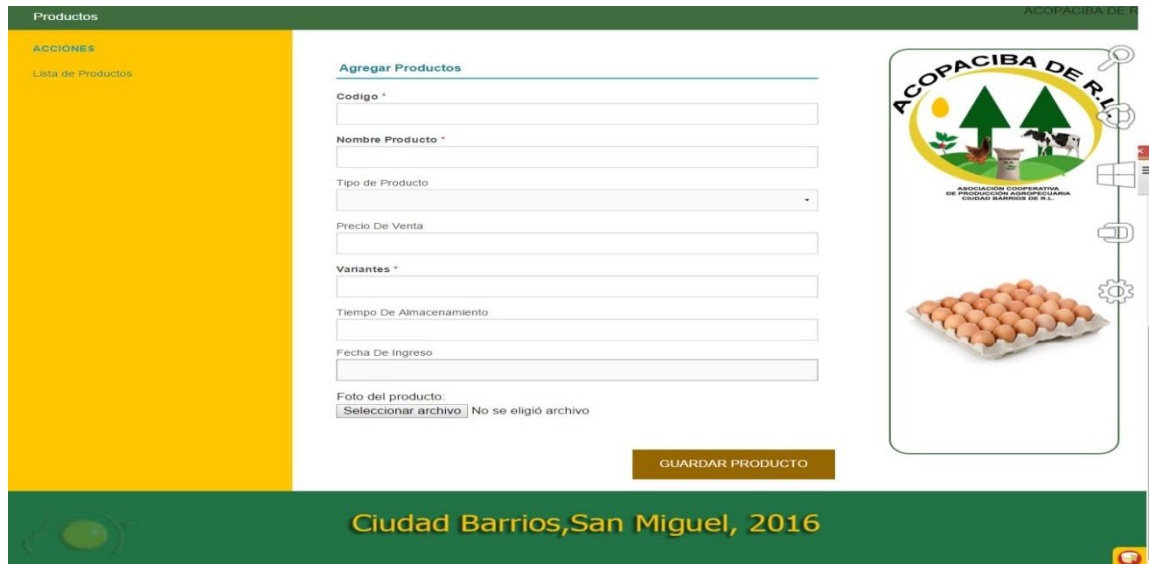 Productos
ACOPACIBA DE R
ACCIONES
Lista de Productos
Agregar Productos
Codigo *
Nombre Producto *
Tipo de Producto
Precio De Venta
Variantes *
Tiempo De Almacenamiento
Fecha De Ingreso
Foto del producto:
Seleccionar archivo No se eligió archivo
GUARDAR PRODUCTO
ACOPACIBA DE R.L.
ASOCIACIÓN COOPERATIVA
DE PRODUCCIÓN AGROPECUARIA
CIUDAD BARRIOS DE R.L.
Ciudad Barrios,San Miguel, 2016